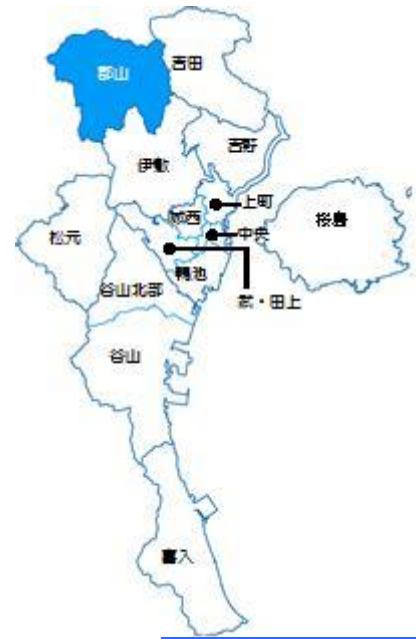 吉田
郡山
吉野
伊敷
上町
城西
桜島
中央
松元
鴨池
谷山北部
武・田上
谷山
喜入